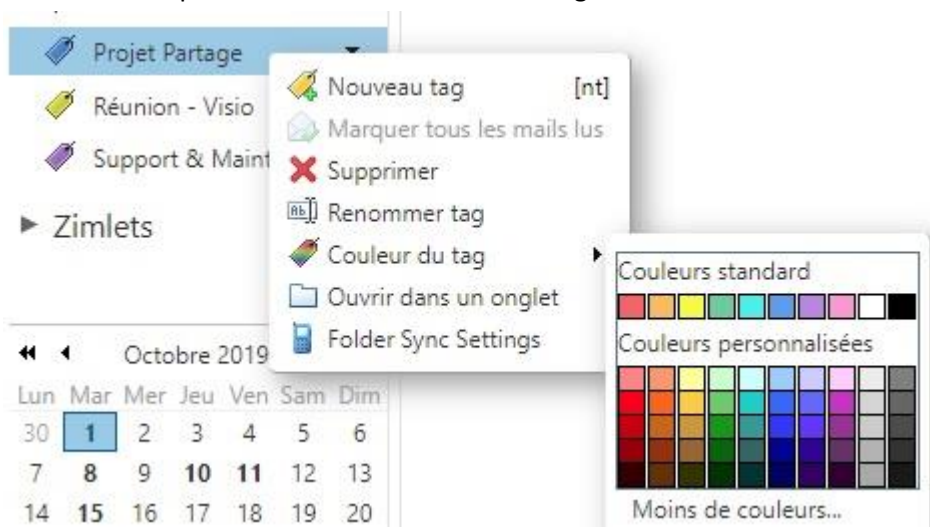 Projet Partage
Réunion - Visio
Support & Maint
Zimlets
Nouveau tag [nt]
Marquer tous les mails lus
Supprimer
Renommer tag
Couleur du tag
Ouvrir dans un onglet
Folder Sync Settings
Couleurs standard
Couleurs personnalisées
Moins de couleurs...
Octobre 2019
Lun Mar Mer Jeu Ven Sam Dim
30 1 2 3 4 5 6
7 8 9 10 11 12 13
14 15 16 17 18 19 20